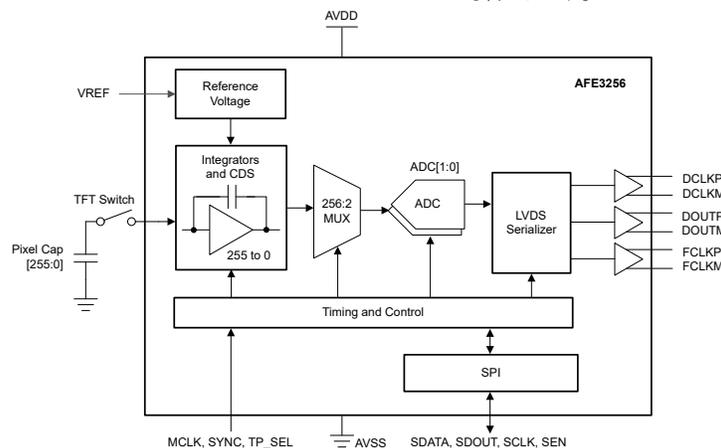 AVDD
AFE3256
VREF
Reference
Voltage
Integrators
and CDS
255 to 0
TFT Switch
Pixel Cap
[255:0]
256:2
MUX
ADC[1:0]
ADC
LVDS
Serializer
DCLKP
DCLKM
DOUTP
DOUTM
FCLKP
FCLKM
Timing and Control
SPI
MCLK, SYNC, TP_SEL
AVSS
SDATA, SDOUT, SCLK, SEN